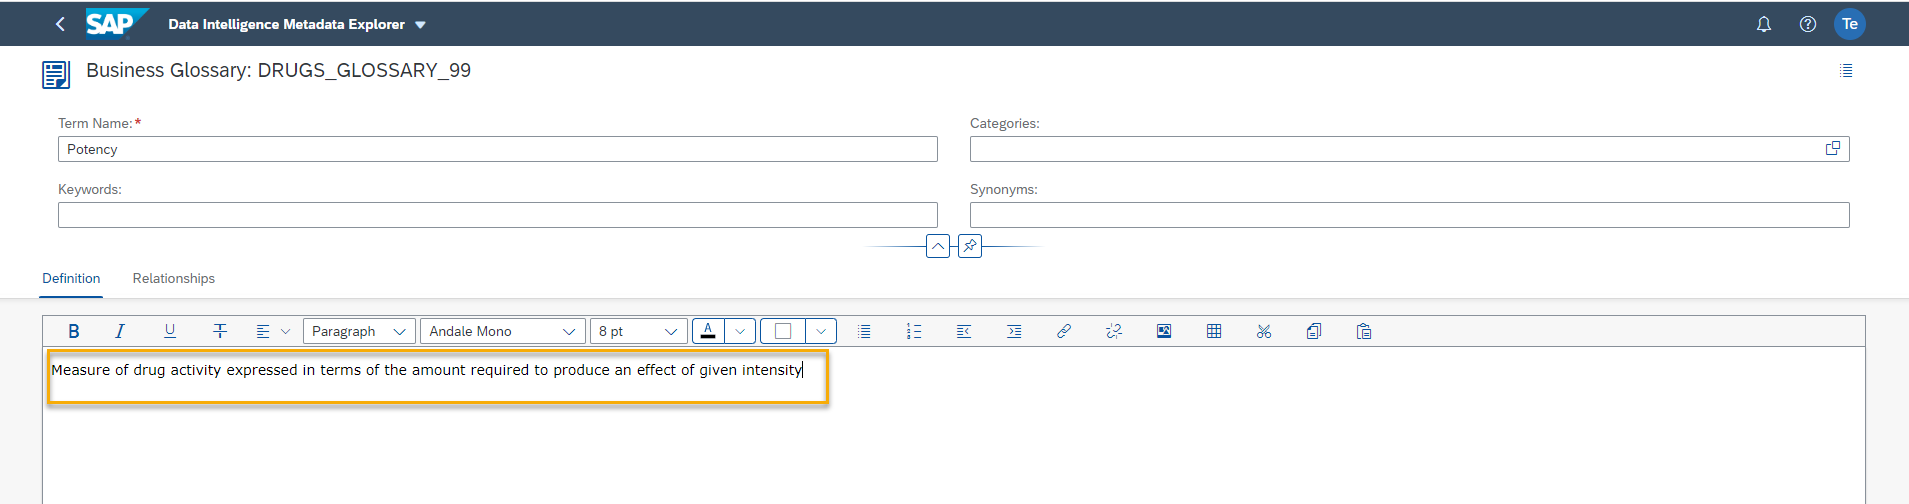 SAP Data Intelligence Metadata Explorer Te
Business Glossary: DRUGS_GLOSSARY_99
Term Name:* Categories:
Potency
Keywords: Synonyms:
Definition Relationships
B I U T Paragraph Andale Mono 8 pt A
Measure of drug activity expressed in terms of the amount required to produce an effect of given intensity